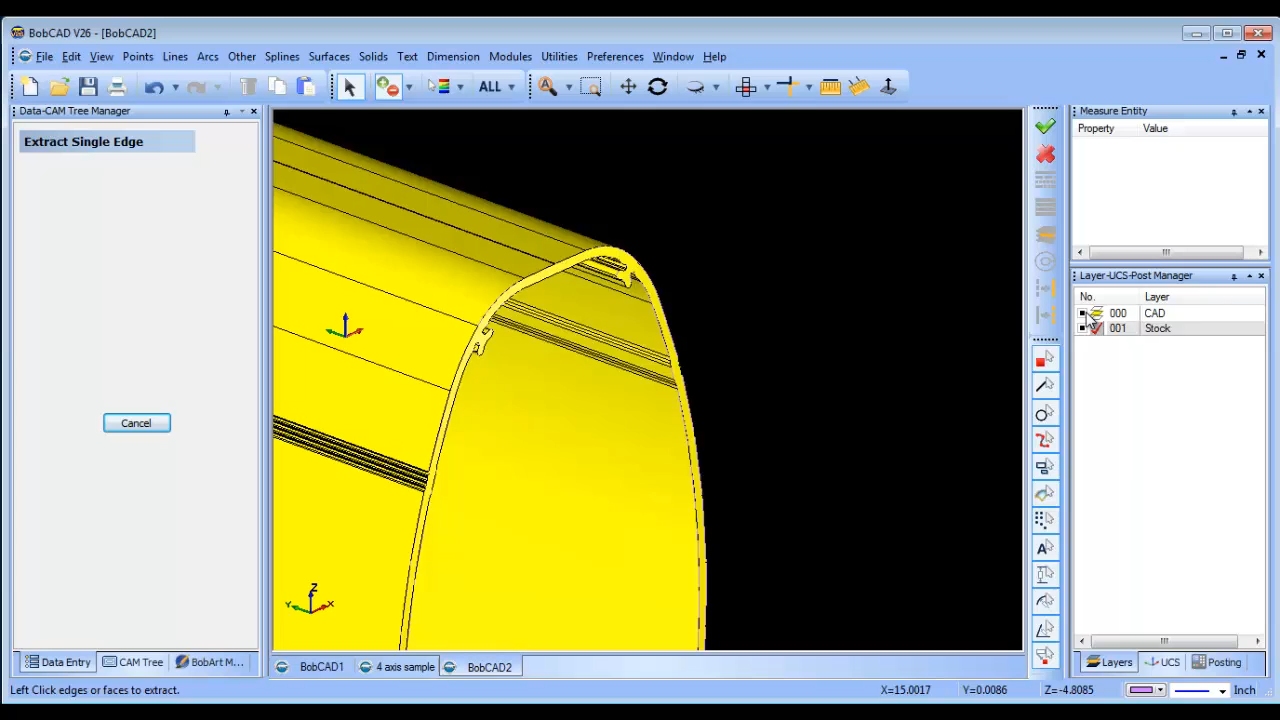 BobCAD V26 - [BobCAD2]
File Edit View Points Lines Arcs Other Splines Surfaces Solids Text Dimension Modules Utilities Preferences Window Help
ALL
Data-CAM Tree Manager
Extract Single Edge
Cancel
Z
Y X
Measure Entity
Property Value
Layer-UCS-Post Manager
No. Layer
000 CAD
001 Stock
Data Entry CAM Tree BobArt M...
BobCAD1 4 axis sample BobCAD2
Layers UCS Posting
Left Click edges or faces to extract. X=15.0017 Y=0.0086 Z=-4.8085 Inch